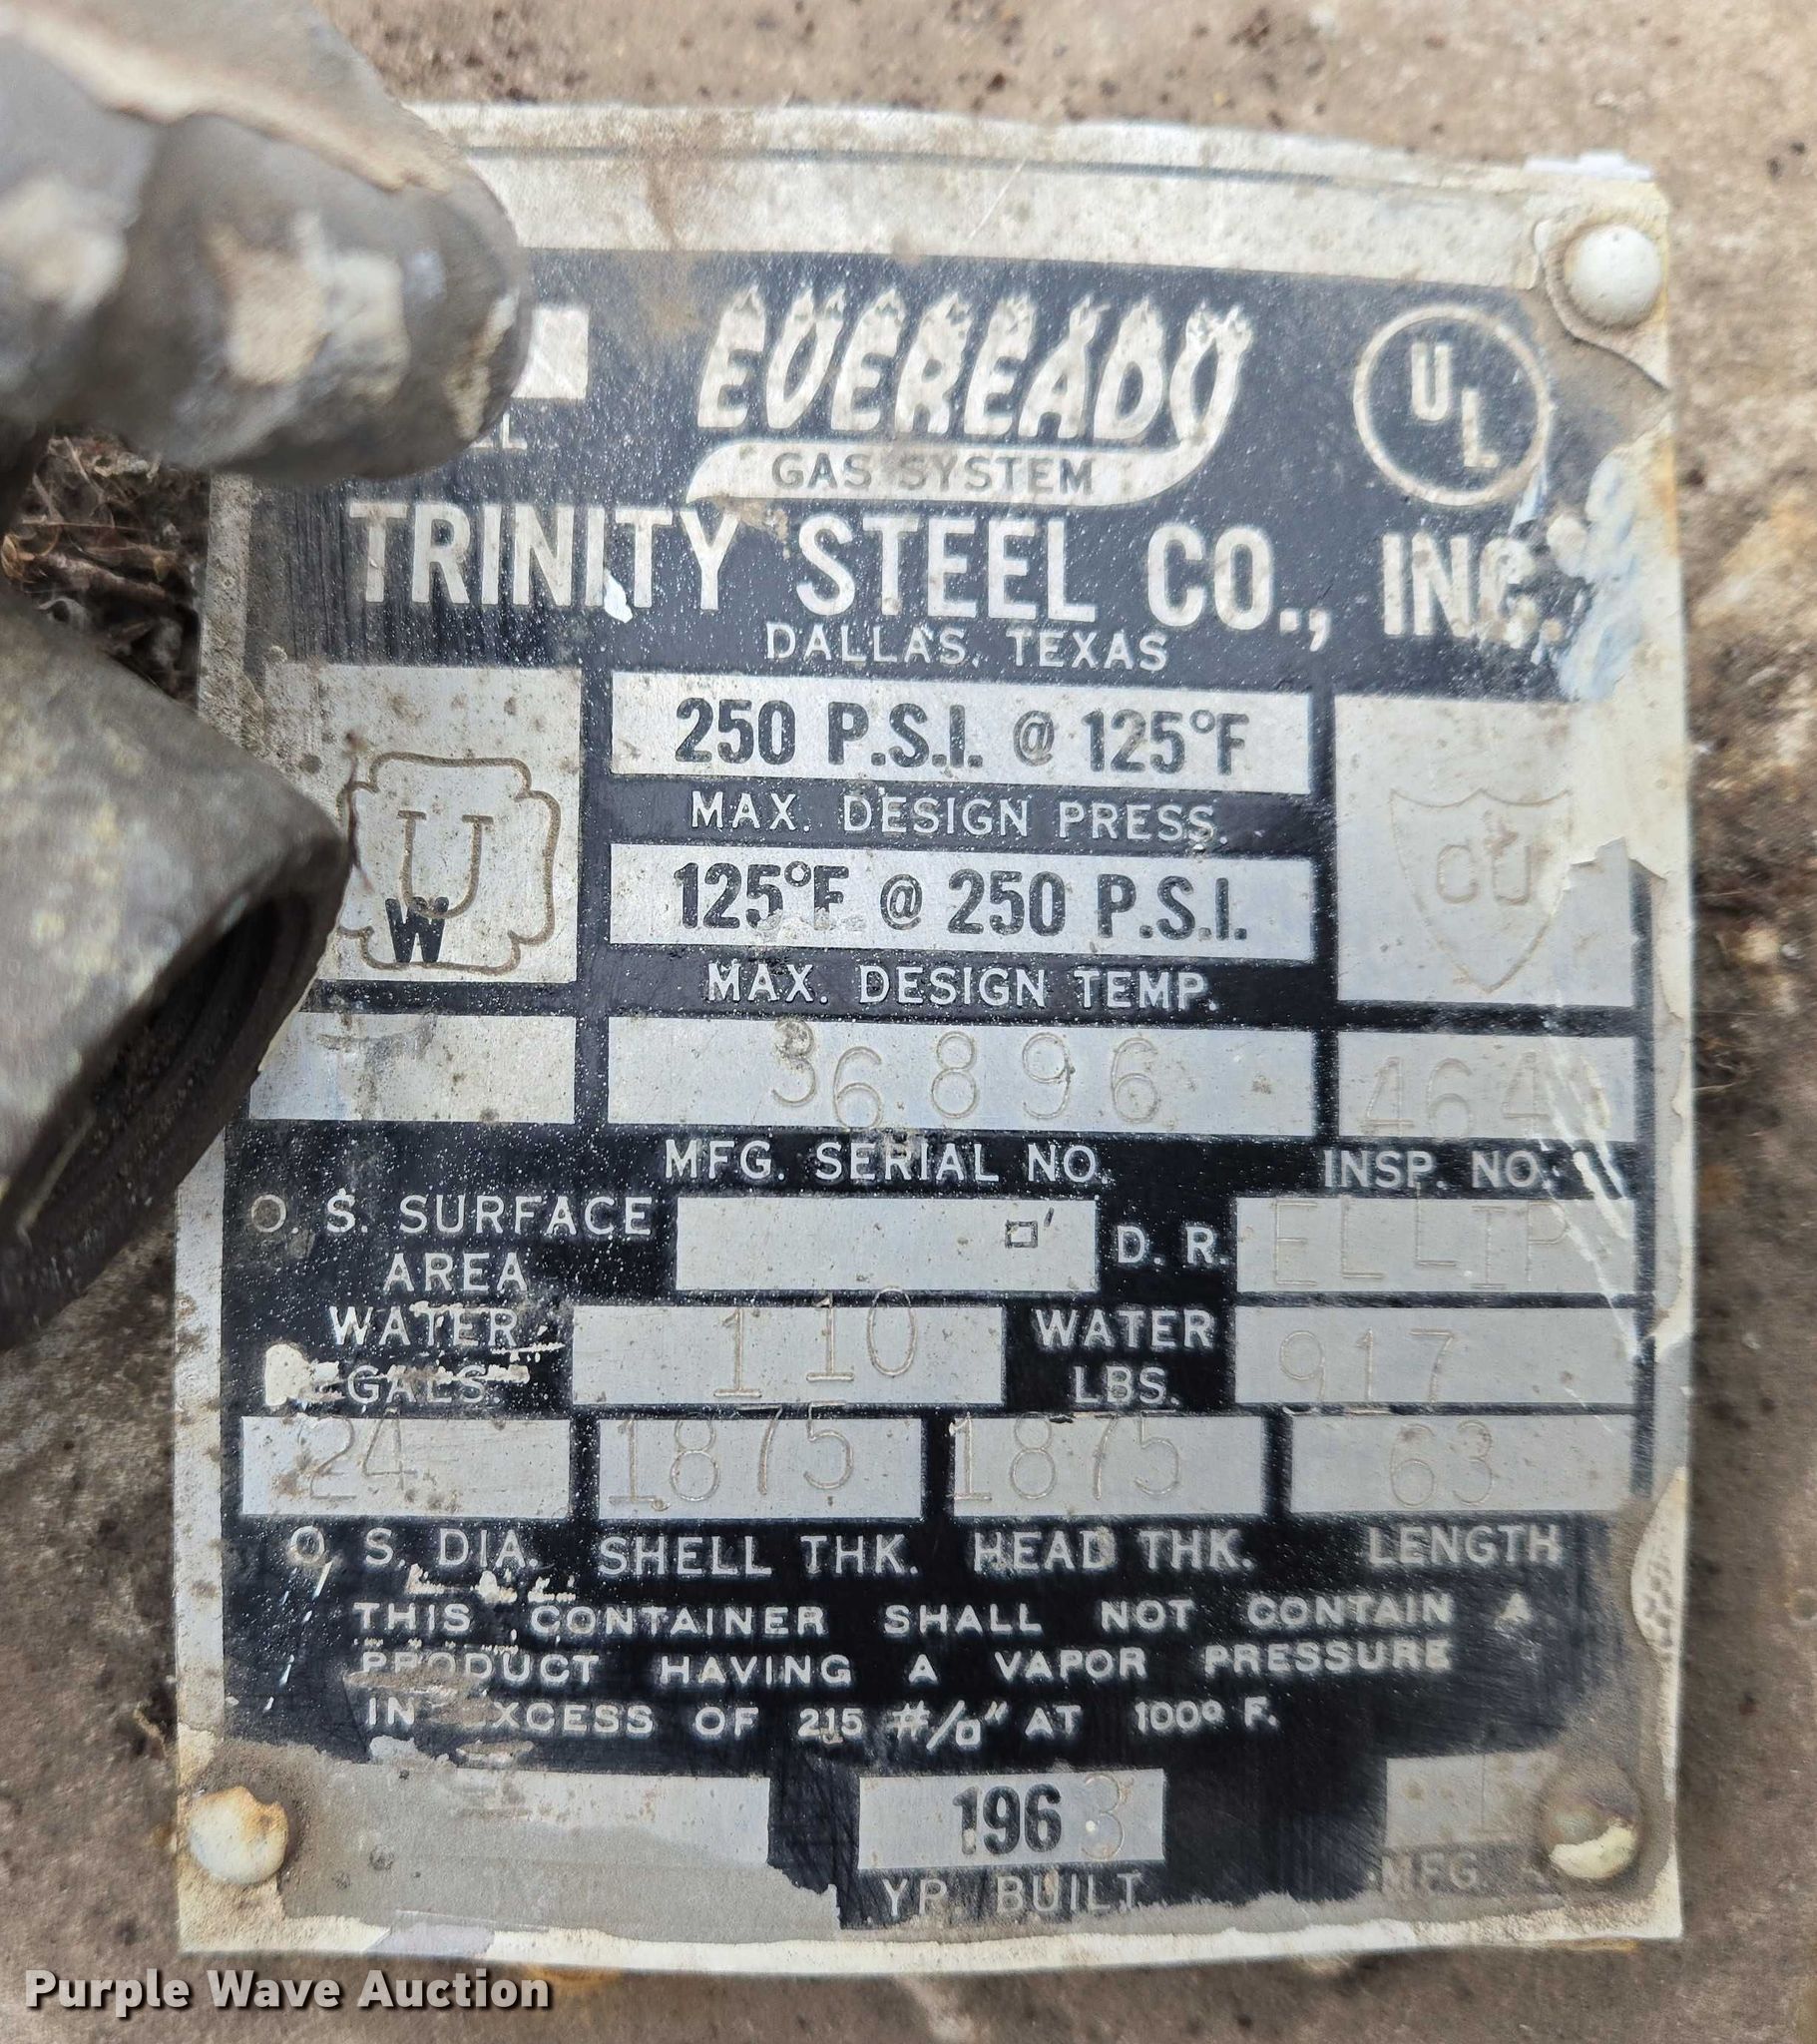 EVEREADY
GAS SYSTEM
UL
TRINITY STEEL CO., INC.
DALLAS, TEXAS
250 P.S.I. @ 125°F
MAX. DESIGN PRESS.
U
W
CU
125°F @ 250 P.S.I.
MAX. DESIGN TEMP.
36896
464
MFG. SERIAL NO.
INSP. NO.
O. S. SURFACE AREA
□'
D. R.
ELLIP
WATER GALS.
110
WATER LBS.
917
24
1875
1875
63
O. S. DIA.
SHELL THK.
HEAD THK.
LENGTH
THIS CONTAINER SHALL NOT CONTAIN A
PRODUCT HAVING A VAPOR PRESSURE
IN EXCESS OF 215 #/□" AT 100° F.
1963
YR. BUILT
MFG.
Purple Wave Auction